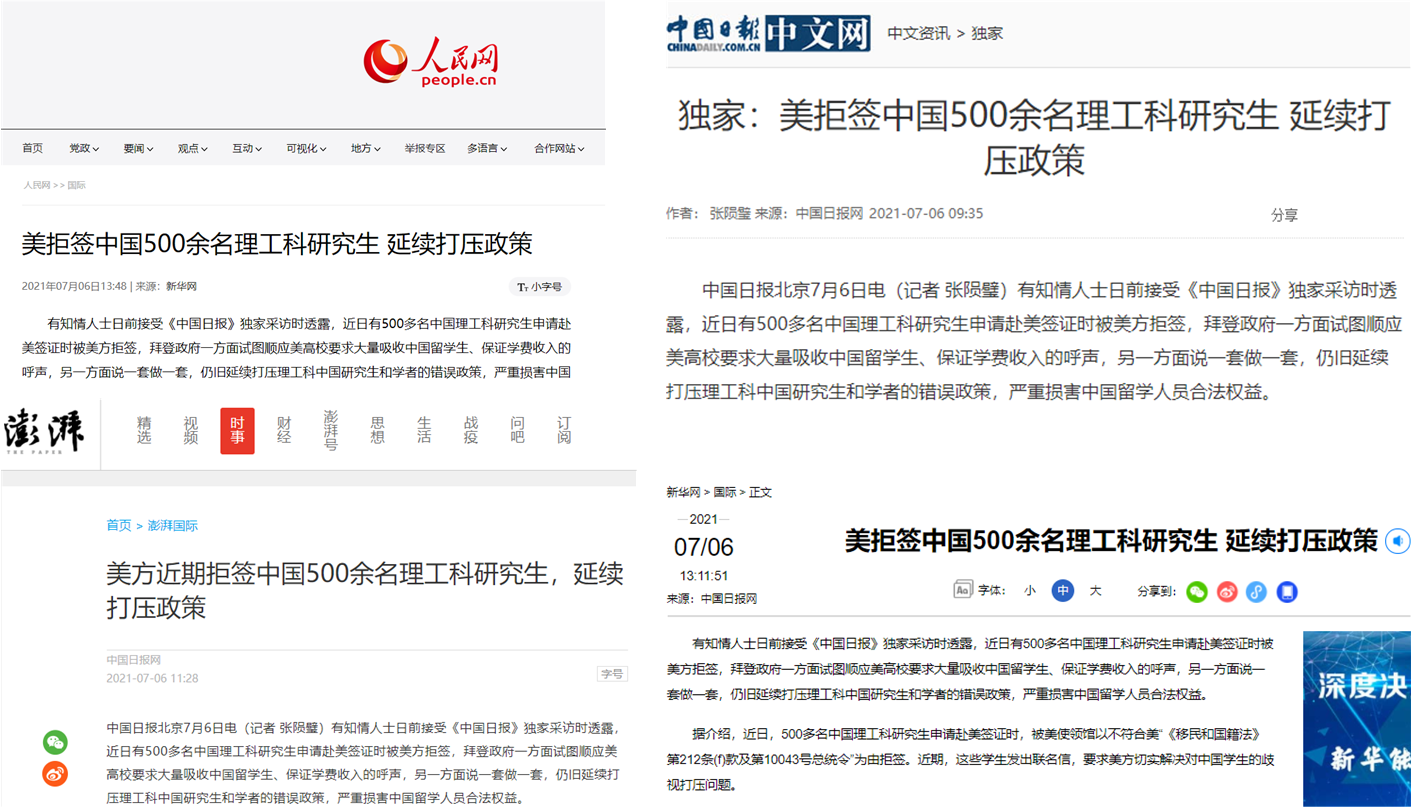 人民网
people.cn
首页 党政 要闻 观点 互动 可视化 地方 举报专区 多语言 合作网站
人民网 >> 国际
美拒签中国500余名理工科研究生 延续打压政策
2021年07月06日13:48 | 来源：新华网 TT 小字号
有知情人士日前接受《中国日报》独家采访时透露，近日有500多名中国理工科研究生申请赴
美签证时被美方拒签，拜登政府一方面试图顺应美高校要求大量吸收中国留学生、保证学费收入的
呼声，另一方面说一套做一套，仍旧延续打压理工科中国研究生和学者的错误政策，严重损害中国
澎湃
THE PAPER
精选 视频 时事 财经 澎湃号 思想 生活 战疫 问吧 订阅
首页 > 澎湃国际
美方近期拒签中国500余名理工科研究生，延续
打压政策
中国日报网
2021-07-06 11:28
字号
中国日报北京7月6日电（记者 张陨璧）有知情人士日前接受《中国日报》独家采访时透露，
近日有500多名中国理工科研究生申请赴美签证时被美方拒签，拜登政府一方面试图顺应美
高校要求大量吸收中国留学生、保证学费收入的呼声，另一方面说一套做一套，仍旧延续打
压理工科中国研究生和学者的错误政策，严重损害中国留学人员合法权益。
中国日报 中文网 中文资讯 > 独家
CHINADAILY.COM.CN
独家：美拒签中国500余名理工科研究生 延续打
压政策
作者： 张陨璧 来源：中国日报网 2021-07-06 09:35 分享
中国日报北京7月6日电（记者 张陨璧）有知情人士日前接受《中国日报》独家采访时透
露，近日有500多名中国理工科研究生申请赴美签证时被美方拒签，拜登政府一方面试图顺应
美高校要求大量吸收中国留学生、保证学费收入的呼声，另一方面说一套做一套，仍旧延续
打压理工科中国研究生和学者的错误政策，严重损害中国留学人员合法权益。
新华网 > 国际 > 正文
2021
07/06
13:11:51
来源：中国日报网
美拒签中国500余名理工科研究生 延续打压政策
Aa 字体： 小 中 大 分享到：
有知情人士日前接受《中国日报》独家采访时透露，近日有500多名中国理工科研究生申请赴美签证时被
美方拒签，拜登政府一方面试图顺应美高校要求大量吸收中国留学生、保证学费收入的呼声，另一方面说一
套做一套，仍旧延续打压理工科中国研究生和学者的错误政策，严重损害中国留学人员合法权益。
据介绍，近日，500多名中国理工科研究生申请赴美签证时，被美使领馆以不符合美“《移民和国籍法》
第212条(f)款及第10043号总统令”为由拒签。近期，这些学生发出联名信，要求美方切实解决对中国学生的歧
视打压问题。
深度决
新华能